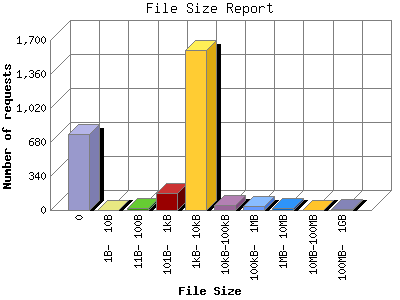 File Size Report
Number of requests
1,700
1,360
1,020
680
340
0
0
1B- 10B
11B- 100B
101B- 1kB
1kB- 10kB
10kB-100kB
100kB- 1MB
1MB- 10MB
10MB-100MB
100MB- 1GB
File Size